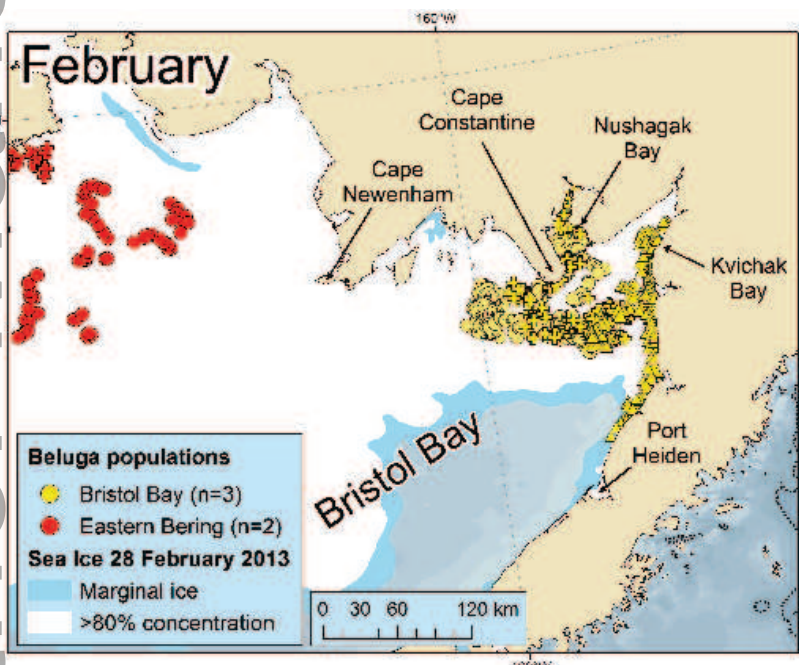 160°W
February
Cape
Constantine
Nushagak
Bay
Cape
Newenham
Kvichak
Bay
Bristol Bay
Port
Heiden
Beluga populations
Bristol Bay (n=3)
Eastern Bering (n=2)
Sea Ice 28 February 2013
Marginal ice
>80% concentration
0 30 60 120 km